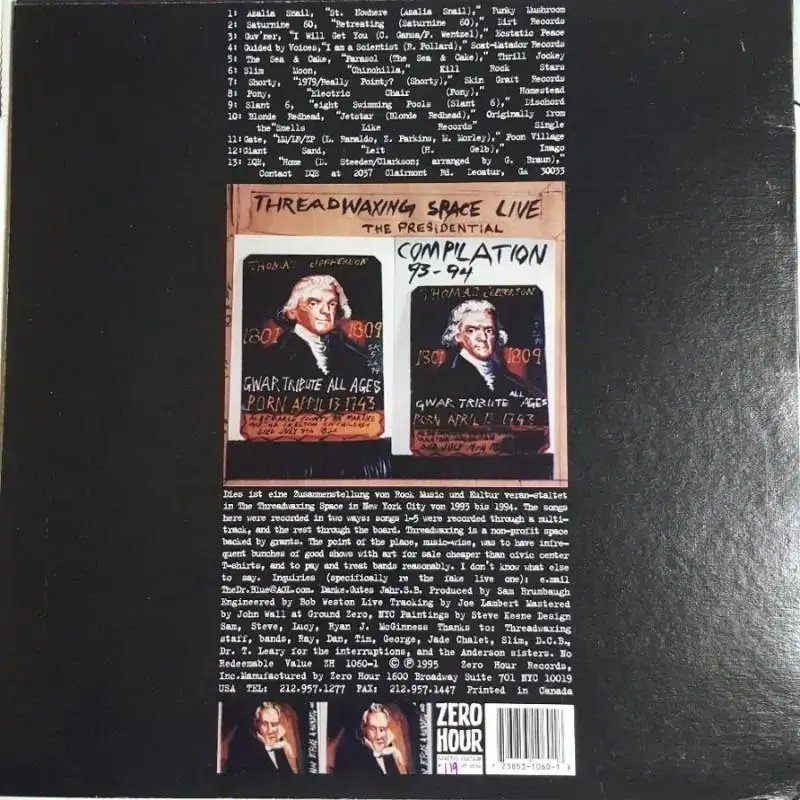 1: Azalia Snail, "St. Nowhere (Azalia Snail)," Funky Mushroom
2: Saturnine 60, "Retreating (Saturnine 60)," Dirt Records
3: Guv'ner, "I Will Get You (C. Gansa/P. Wentzel)," Ecstatic Peace
4: Guided by Voices,"I am a Scientist (R. Pollard)," Scat-Matador Records
5: The Sea & Cake, "Parasol (The Sea & Cake)," Thrill Jockey
6: Slim Moon, "Chinchilla," Kill Rock Stars
7: Shorty, "1979/Really Pointy? (Shorty)," Skin Graft Records
8: Pony, "Electric Chair (Pony)," Homestead
9: Slant 6, "eight Swimming Pools (Slant 6)," Dischord
10: Blonde Redhead, "Jetstar (Blonde Redhead)," Originally from
the "Smells Like Records" Single
11: Gate, (L. Ranaldo, Z. Parkins, M. Morley)," Poon Village
12: Giant Sand, "Left (H. Gelb)," Imago
13: DQE, "Home (D. Steeden/Clarkson; arranged by G. Braun),"
Contact DQE at 2037 Clairmont Rd. Decatur, GA 30033
THREADWAXING SPACE LIVE
THE PRESIDENTIAL
COMPILATION
93-94
THOMAS JEFFERSON
1801 1809
GWAR TRIBUTE ALL AGES
BORN APRIL 13 1743
THOMAS JEFFERSON
1801 1809
GWAR TRIBUTE ALL AGES
BORN APRIL 13 1743
Dies ist eine Zusammenstellung von Rock Music und Kultur veran-staltet
in The Threadwaxing Space in New York City von 1993 bis 1994. The songs
here were recorded in two ways: songs 1-5 were recorded through a multi-
track, and the rest through the board. Threadwaxing is a non-profit space
backed by grants. The point of the place, music-wise, was to have infre-
quent bunches of good shows with art for sale cheaper than civic center
T-shirts, and to pay and treat bands reasonably. I don't know what else
to say. Inquiries (specifically re the fake live one): e.mail
TheDr.Blue@AOL.com. Danke.Gutes Jahr.S.B. Produced by Sam Brumbaugh
Engineered by Bob Weston Live Tracking by Joe Lambert Mastered
by John Wall at Ground Zero, NYC Paintings by Steve Keene Design
Sam, Steve, Lucy, Ryan J. McGinness Thanks to: Threadwaxing
staff, bands, Ray, Dan, Tim, George, Jade Chalet, Slim, D.C.B.,
Dr. T. Leary for the interruptions, and the Anderson sisters. No
Redeemable Value ZH 1060-1 © ℗ 1995 Zero Hour Records,
Inc.Manufactured by Zero Hour 1600 Broadway Suite 701 NYC 10019
USA TEL: 212.957.1277 FAX: 212.957.1447 Printed in Canada
ZERO
HOUR
LIMITED EDITION
119
23853-1060-1